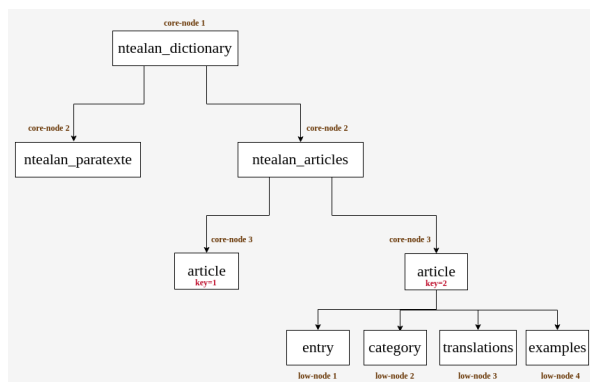 core-node 1
ntealan_dictionary
core-node 2
core-node 2
ntealan_paratexte
ntealan_articles
core-node 3
core-node 3
article
key=1
article
key=2
entry
category
translations
examples
low-node 1
low-node 2
low-node 3
low-node 4